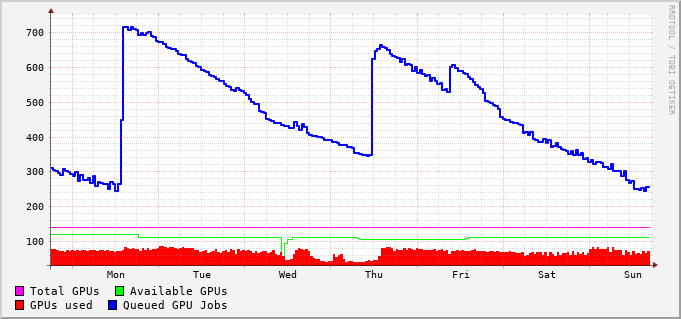 700
600
500
400
300
200
100
Mon Tue Wed Thu Fri Sat Sun
RRDTOOL / TOBI OETIKER
Total GPUs Available GPUs
GPUs used Queued GPU Jobs